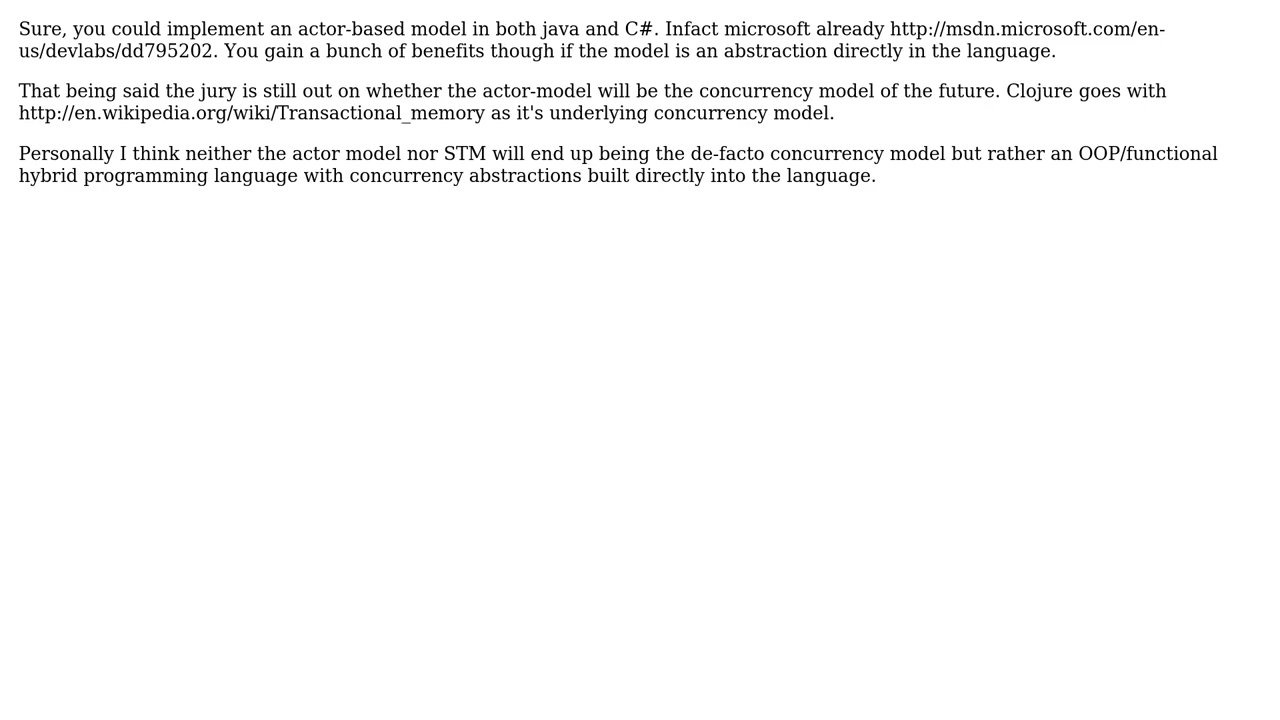 Sure, you could implement an actor-based model in both java and C#. Infact microsoft already http://msdn.microsoft.com/en-
us/devlabs/dd795202. You gain a bunch of benefits though if the model is an abstraction directly in the language.
That being said the jury is still out on whether the actor-model will be the concurrency model of the future. Clojure goes with
http://en.wikipedia.org/wiki/Transactional_memory as it's underlying concurrency model.
Personally I think neither the actor model nor STM will end up being the de-facto concurrency model but rather an OOP/functional
hybrid programming language with concurrency abstractions built directly into the language.